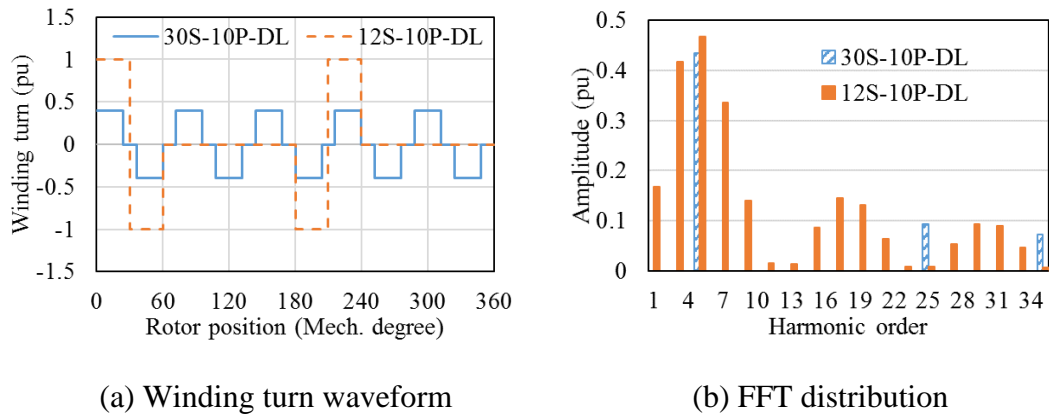 1.5
1
0.5
0
-0.5
-1
-1.5
Winding turn (pu)
30S-10P-DL
12S-10P-DL
0 60 120 180 240 300 360
Rotor position (Mech. degree)
(a) Winding turn waveform
0.5
0.4
0.3
0.2
0.1
0
Amplitude (pu)
30S-10P-DL
12S-10P-DL
1 4 7 10 13 16 19 22 25 28 31 34
Harmonic order
(b) FFT distribution